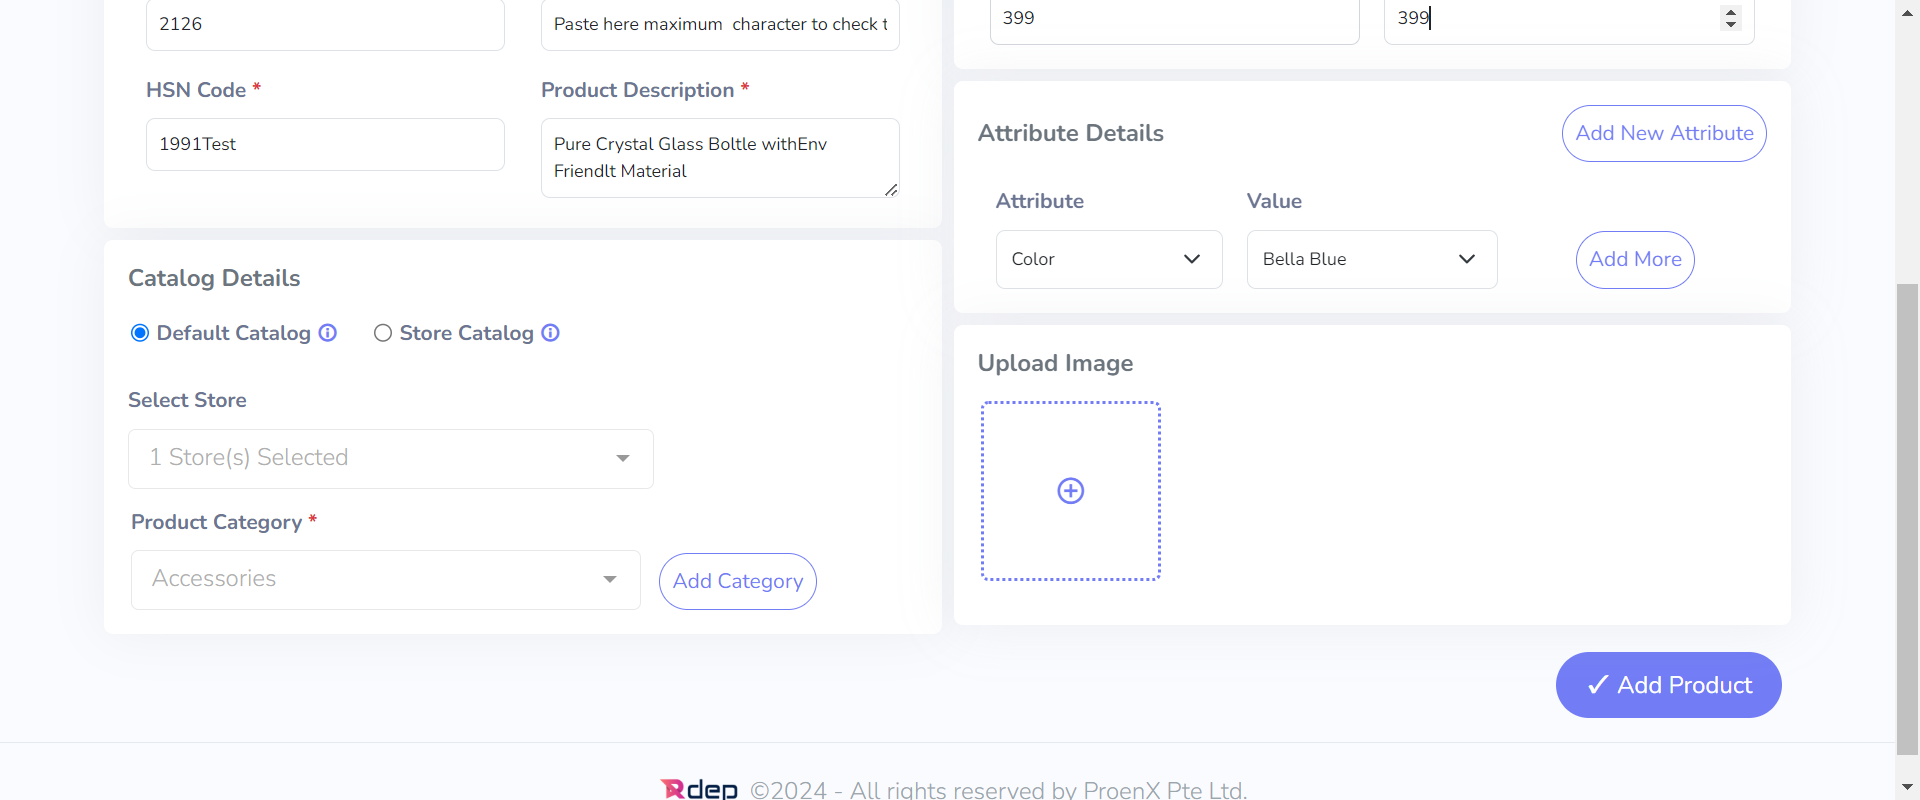 2126
Paste here maximum  character to check t
HSN Code *
Product Description *
1991Test
Pure Crystal Glass Boltle withEnv
Friendlt Material
Catalog Details
Default Catalog
Store Catalog
Select Store
1 Store(s) Selected
Product Category *
Accessories
Add Category
399
399
Attribute Details
Add New Attribute
Attribute
Value
Color
Bella Blue
Add More
Upload Image
✓ Add Product
Rdep ©2024 - All rights reserved by ProenX Pte Ltd.